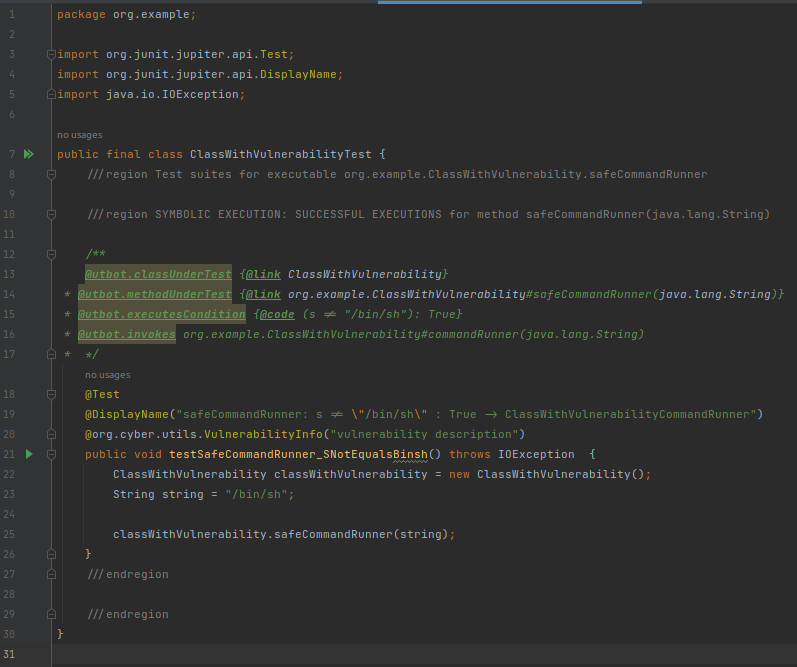 1 package org.example;
2
3 import org.junit.jupiter.api.Test;
4 import org.junit.jupiter.api.DisplayName;
5 import java.io.IOException;
6
no usages
7 public final class ClassWithVulnerabilityTest {
8 ///region Test suites for executable org.example.ClassWithVulnerability.safeCommandRunner
9
10 ///region SYMBOLIC EXECUTION: SUCCESSFUL EXECUTIONS for method safeCommandRunner(java.lang.String)
11
12 /**
13 @utbot.classUnderTest {@link ClassWithVulnerability}
14 * @utbot.methodUnderTest {@link org.example.ClassWithVulnerability#safeCommandRunner(java.lang.String)}
15 * @utbot.executesCondition {@code (s != "/bin/sh"): True}
16 * @utbot.invokes org.example.ClassWithVulnerability#commandRunner(java.lang.String)
17 * */
no usages
18 @Test
19 @DisplayName("safeCommandRunner: s != \"/bin/sh\" : True -> ClassWithVulnerabilityCommandRunner")
20 @org.cyber.utils.VulnerabilityInfo("vulnerability description")
21 public void testSafeCommandRunner_SNotEqualsBinsh() throws IOException {
22 ClassWithVulnerability classWithVulnerability = new ClassWithVulnerability();
23 String string = "/bin/sh";
24
25 classWithVulnerability.safeCommandRunner(string);
26 }
27 ///endregion
28
29 ///endregion
30 }
31